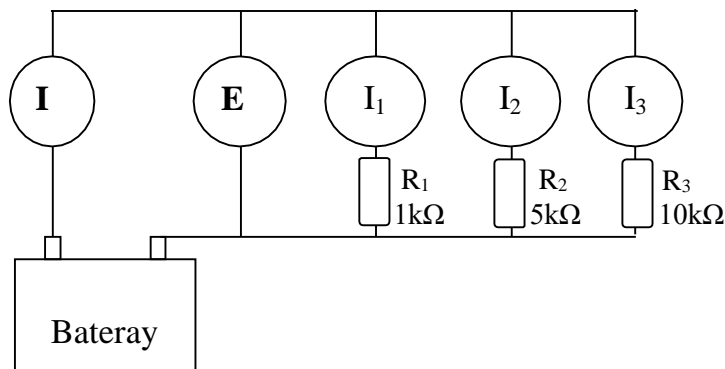 I
E
I₁
I₂
I₃
R₁
1kΩ
R₂
5kΩ
R₃
10kΩ
Bateray